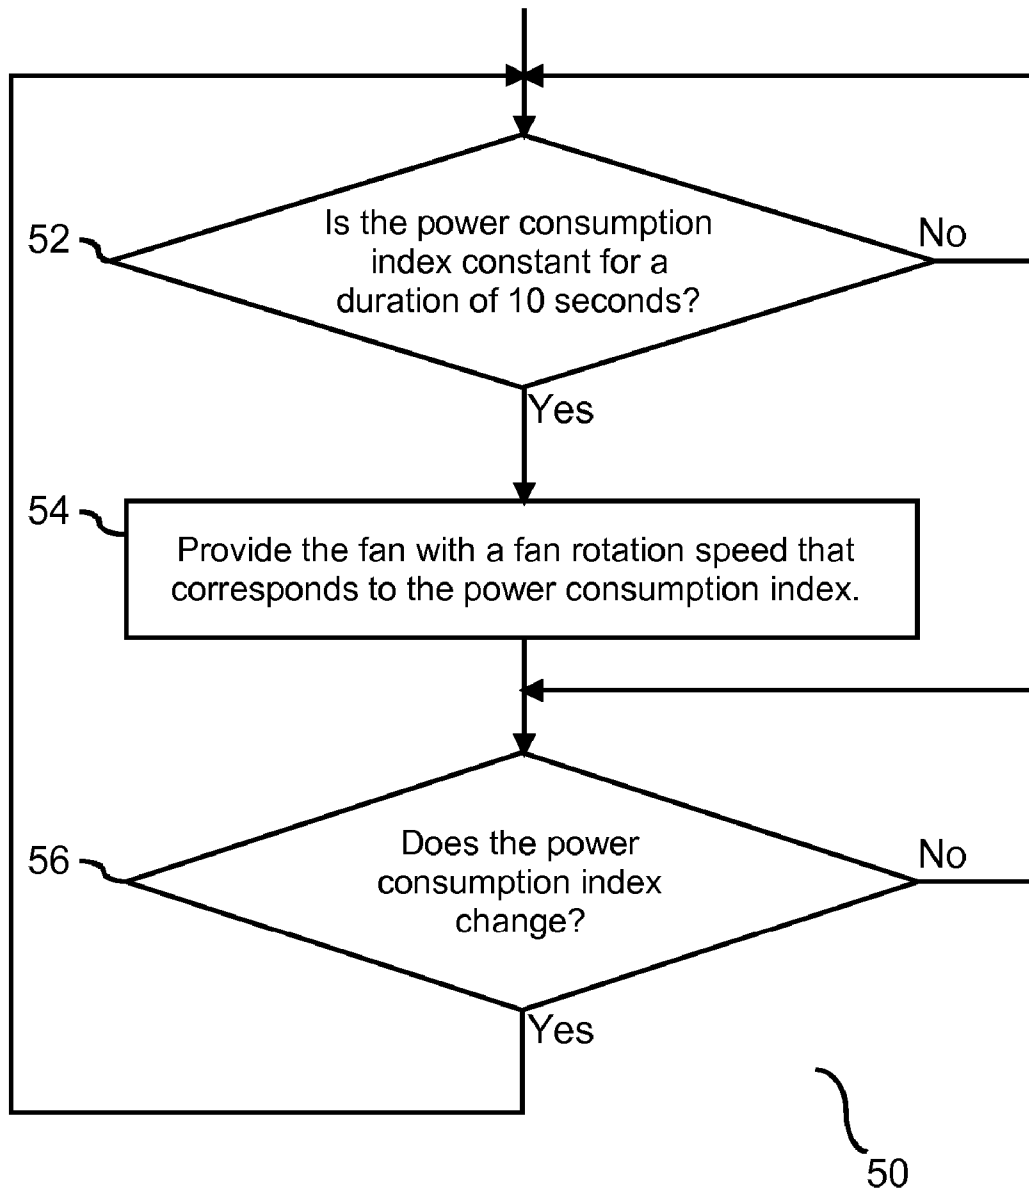 Is the power consumption
index constant for a
duration of 10 seconds?
52
No
Yes
54
Provide the fan with a fan rotation speed that
corresponds to the power consumption index.
Does the power
consumption index
change?
56
No
Yes
50